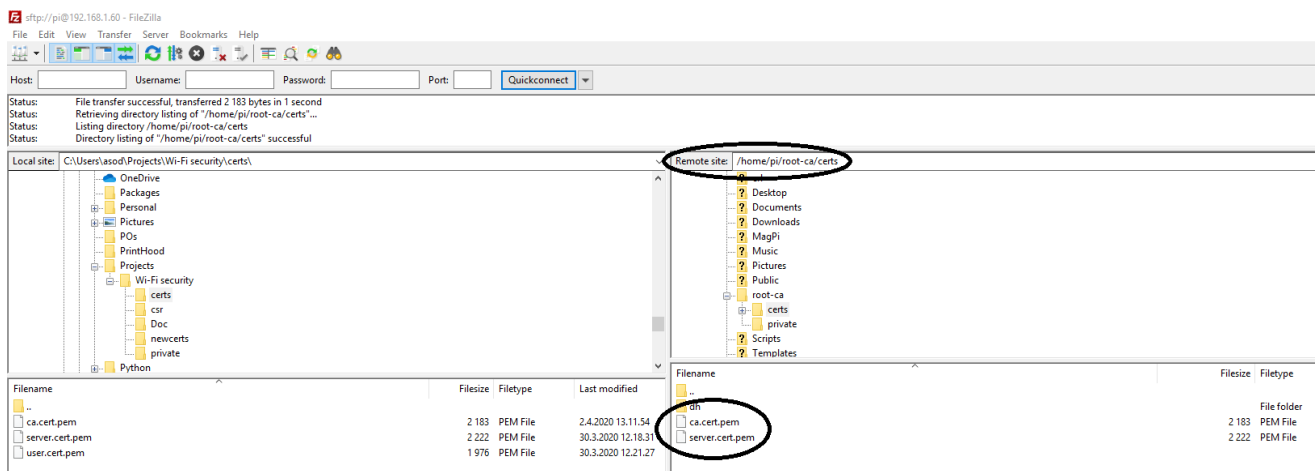 sftp://pi@192.168.1.60 - FileZilla
File Edit View Transfer Server Bookmarks Help
Host: Username: Password: Port: Quickconnect
Status: File transfer successful, transferred 2 183 bytes in 1 second
Status: Retrieving directory listing of "/home/pi/root-ca/certs"...
Status: Listing directory /home/pi/root-ca/certs
Status: Directory listing of "/home/pi/root-ca/certs" successful
Local site: C:\Users\asod\Projects\Wi-Fi security\certs\
OneDrive
Packages
Personal
Pictures
POs
PrintHood
Projects
Wi-Fi security
certs
csr
Doc
newcerts
private
Python
Filename Filesize Filetype Last modified
..
ca.cert.pem 2 183 PEM File 2.4.2020 13.11.54
server.cert.pem 2 222 PEM File 30.3.2020 12.18.31
user.cert.pem 1 976 PEM File 30.3.2020 12.21.27
Remote site: /home/pi/root-ca/certs
? 
? Desktop
? Documents
? Downloads
? MagPi
? Music
? Pictures
? Public
root-ca
certs
private
? Scripts
? Templates
Filename Filesize Filetype
..
dh File folder
ca.cert.pem 2 183 PEM File
server.cert.pem 2 222 PEM File